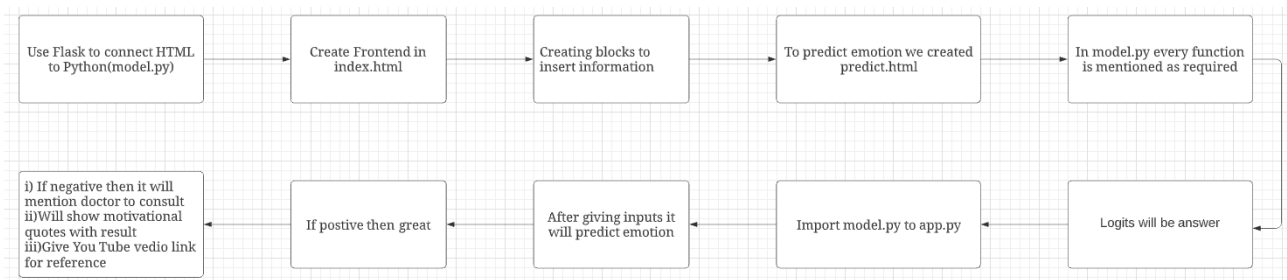 Use Flask to connect HTML
to Python(model.py)
Create Frontend in
index.html
Creating blocks to
insert information
To predict emotion we created
predict.html
In model.py every function
is mentioned as required
Logits will be answer
Import model.py to app.py
After giving inputs it
will predict emotion
If postive then great
i) If negative then it will
mention doctor to consult
ii)Will show motivational
quotes with result
iii)Give You Tube vedio link
for reference